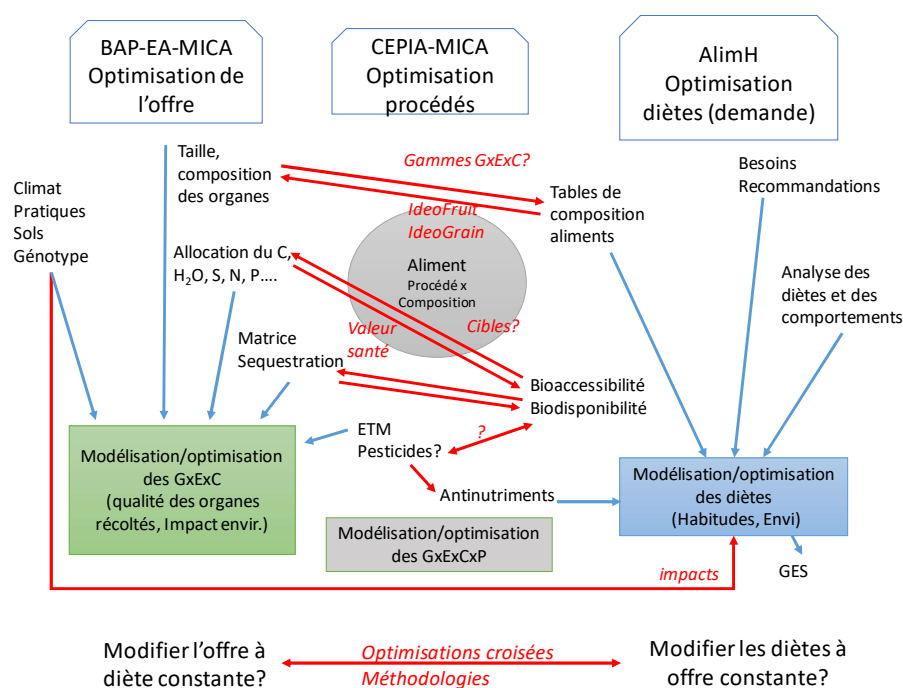 BAP-EA-MICA
Optimisation de
l’offre
CEPIA-MICA
Optimisation
procédés
AlimH
Optimisation
diètes (demande)
Climat
Pratiques
Sols
Génotype
Taille,
composition
des organes
Gammes GxExC?
IdeoFruit
IdeoGrain
Tables de
composition
aliments
Besoins
Recommandations
Allocation du C,
H₂O, S, N, P....
Aliment
Procédé x
Composition
Analyse des
diètes et des
comportements
Valeur
santé
Cibles?
Matrice
Sequestration
Bioaccessibilité
Biodisponibilité
ETM
Pesticides?
?
Antinutriments
Modélisation/optimisation
des GxExC
(qualité des organes
récoltés, Impact envir.)
Modélisation/optimisation
des GxExCxP
Modélisation/optimisation
des diètes
(Habitudes, Envi)
impacts
GES
Modifier l’offre à
diète constante?
Optimisations croisées
Méthodologies
Modifier les diètes à
offre constante?